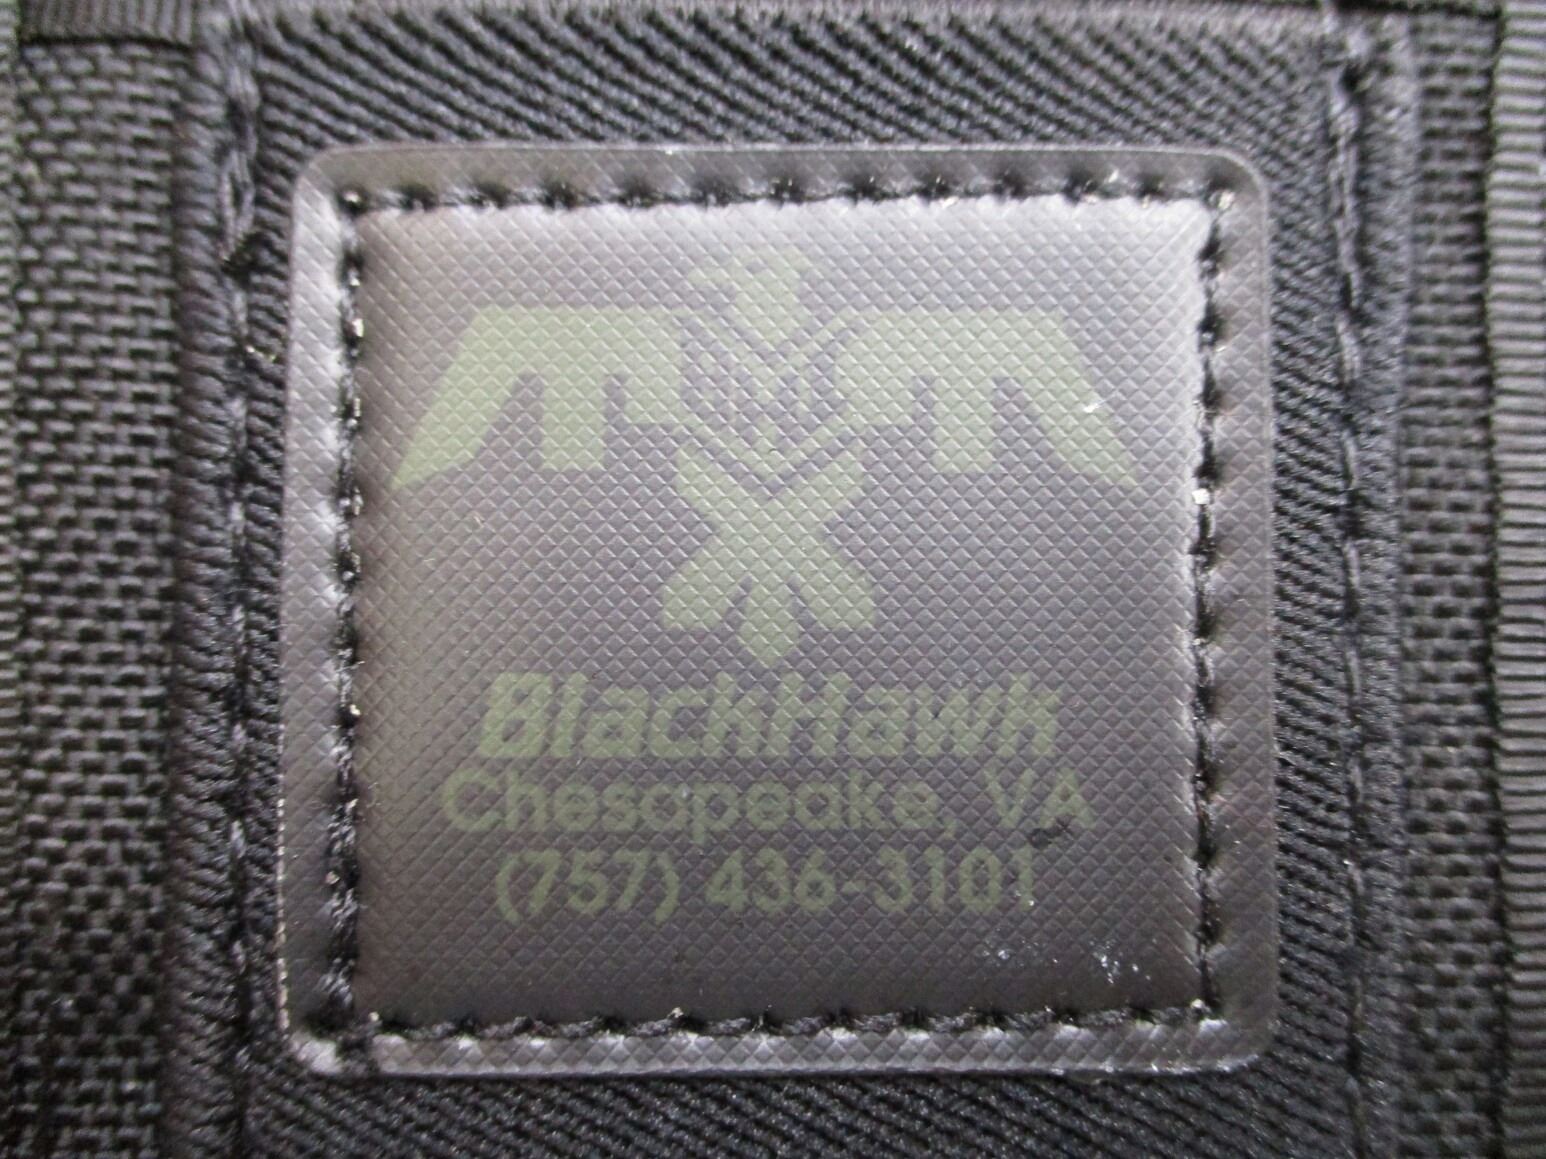 BlackHawk
Chesapeake, VA
(757) 436-3101